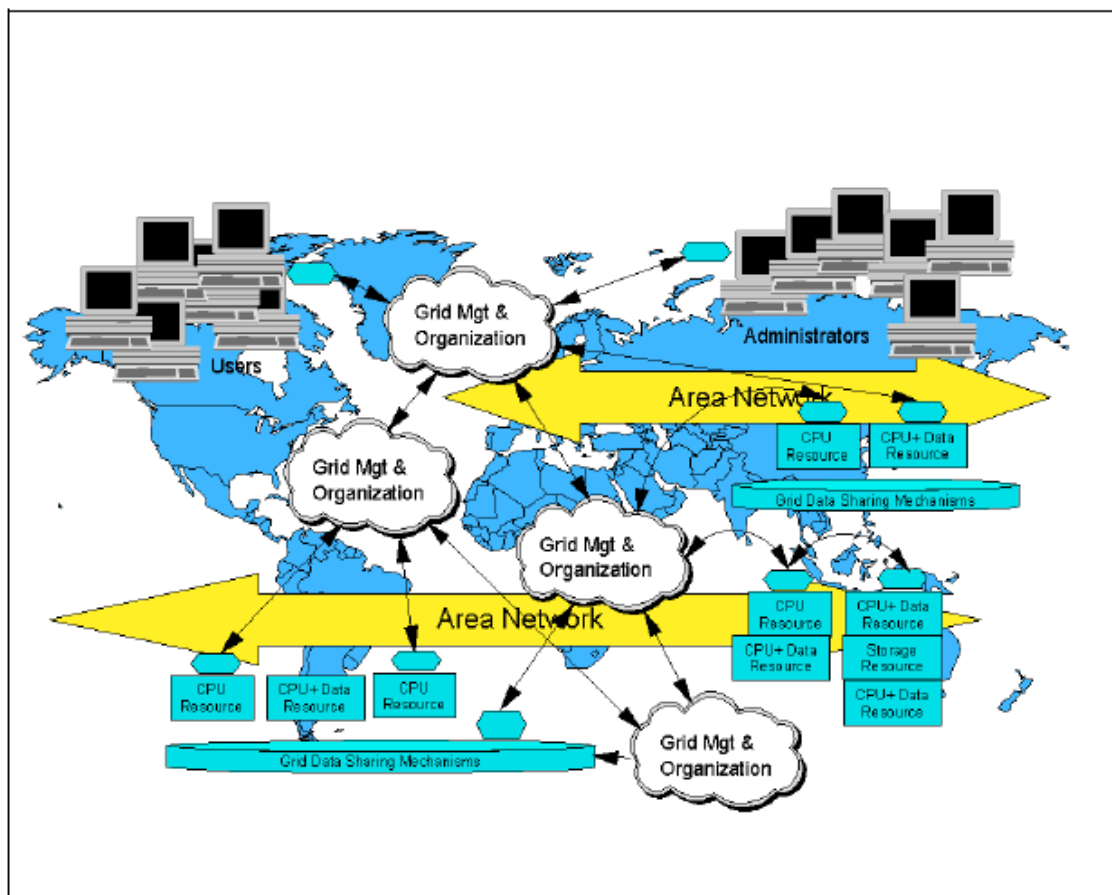 Grid Mgt &
Organization
Users
Administrators
Area Network
CPU
Resource
CPU+ Data
Resource
Grid Mgt &
Organization
Grid Data Sharing Mechanisms
Grid Mgt &
Organization
Area Network
CPU
Resource
CPU+ Data
Resource
CPU+ Data
Resource
Storage
Resource
CPU+ Data
Resource
CPU
Resource
CPU+ Data
Resource
CPU
Resource
Grid Mgt &
Organization
Grid Data Sharing Mechanisms